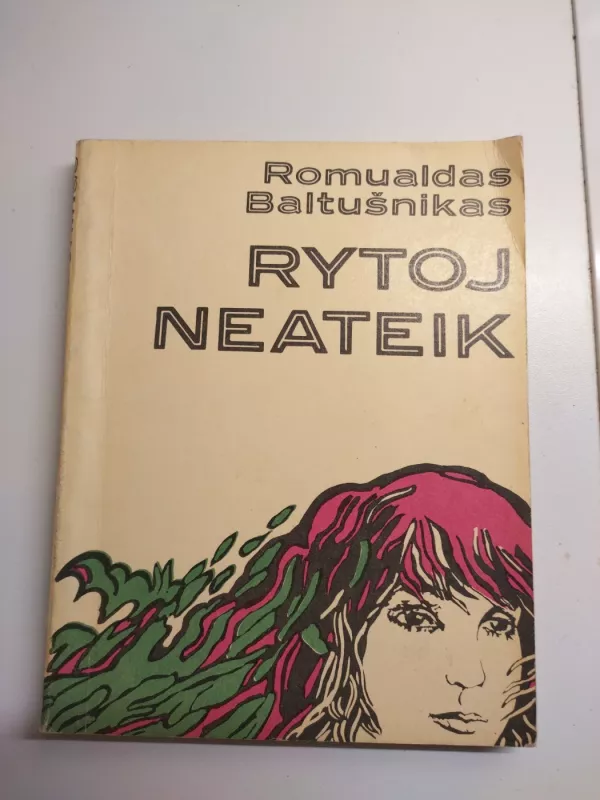 Romualdas
Baltušnikas
RYTOJ
NEATEIK